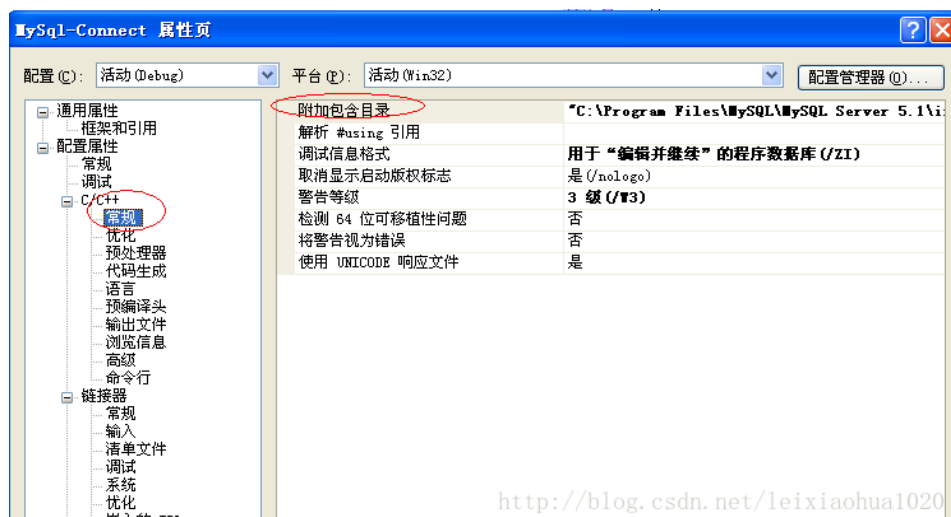 MySql-Connect 属性页
配置(C): 活动(Debug) 平台(P): 活动(Win32) 配置管理器(O)...
通用属性
框架和引用
配置属性
常规
调试
C/C++
常规
优化
预处理器
代码生成
语言
预编译头
输出文件
浏览信息
高级
命令行
链接器
常规
输入
清单文件
调试
系统
优化
附加包含目录 "C:\Program Files\MySQL\MySQL Server 5.1\i
解析 #using 引用
调试信息格式 用于“编辑并继续”的程序数据库(/ZI)
取消显示启动版权标志 是(/nologo)
警告等级 3 级(/W3)
检测 64 位可移植性问题 否
将警告视为错误 否
使用 UNICODE 响应文件 是
http://blog.csdn.net/leixiaohua1020